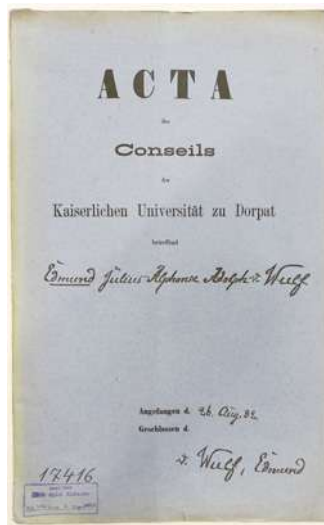 ACTA
des
Conseils
der
Kaiserlichen Universität zu Dorpat
betreffend
Edmund Julius Alphons Adolph v. Wulf
Angefangen d. 26. Aug. 82
Geschlossen d.
v. Wulf, Edmund
17416